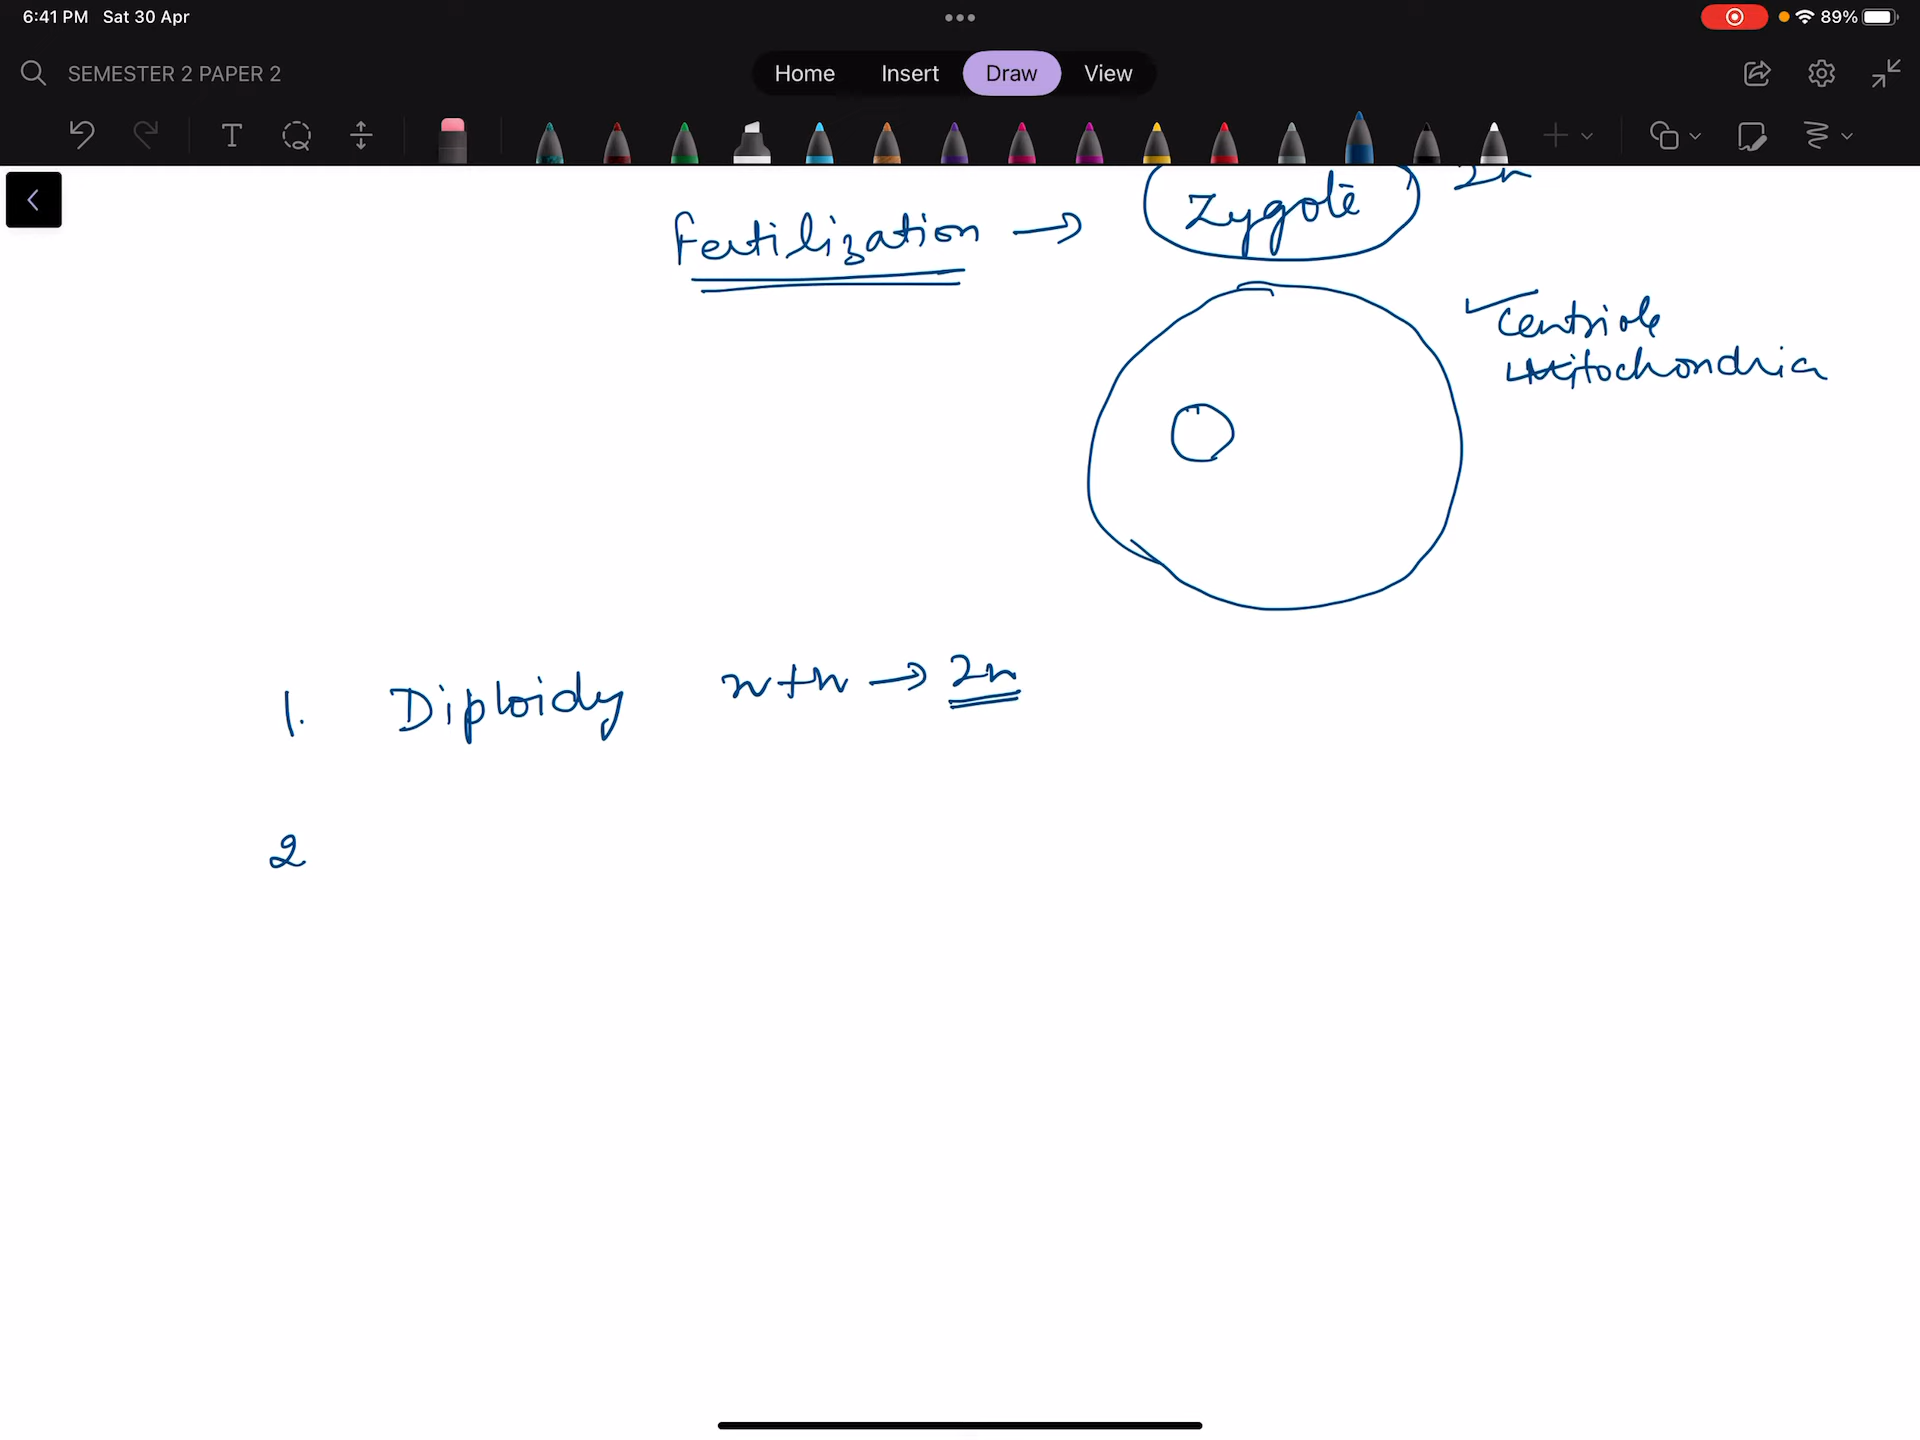 6:41 PM Sat 30 Apr
89%
SEMESTER 2 PAPER 2
Home Insert Draw View
T
2n
Fertilization → Zygote
Centriole
Mitochondria
1. Diploidy n+n → 2n
2